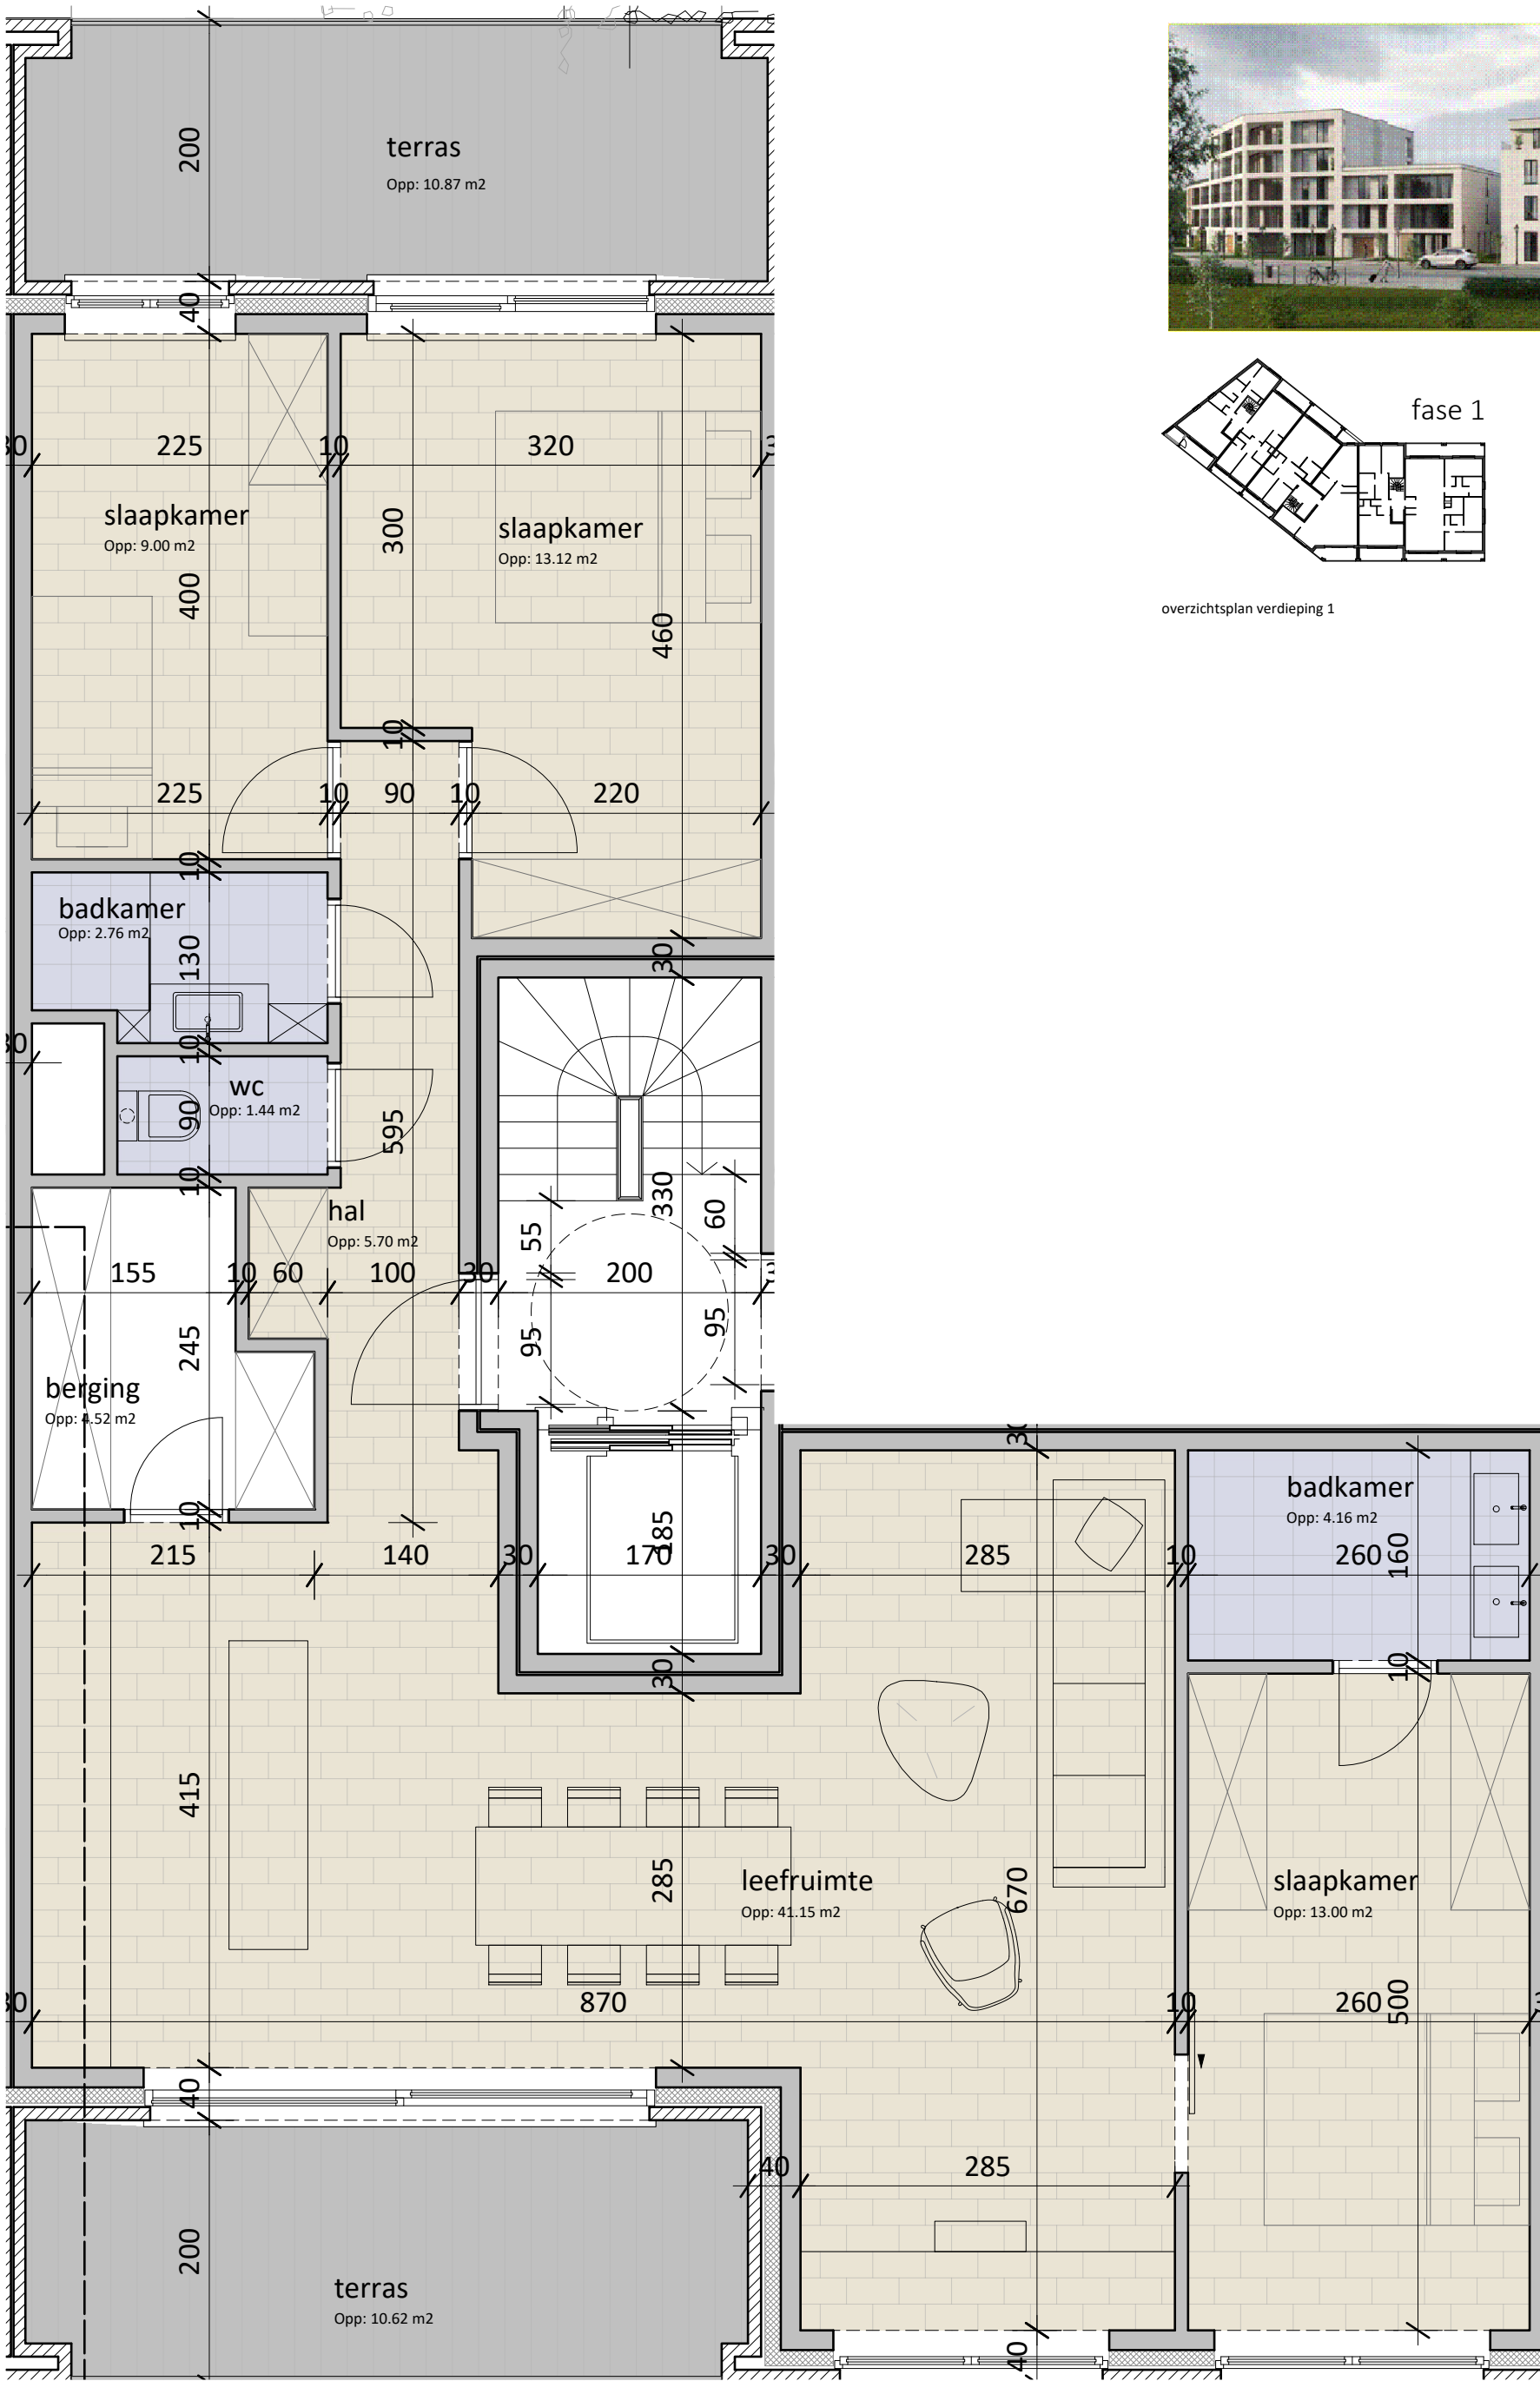 200
terras
Opp: 10.87 m2
40
225
10
320
slaapkamer
Opp: 9.00 m2
300
slaapkamer
Opp: 13.12 m2
400
460
10
225
10
90
10
220
10
badkamer
Opp: 2.76 m2
130
30
10
wc
Opp: 1.44 m2
90
595
10
330
60
55
hal
Opp: 5.70 m2
155
10
60
100
30
200
95
95
245
berging
Opp: 4.52 m2
10
215
140
30
170
185
30
285
10
260
160
badkamer
Opp: 4.16 m2
30
10
415
285
leefruimte
Opp: 41.15 m2
670
slaapkamer
Opp: 13.00 m2
870
10
260
500
40
40
285
200
terras
Opp: 10.62 m2
40
fase 1
overzichtsplan verdieping 1